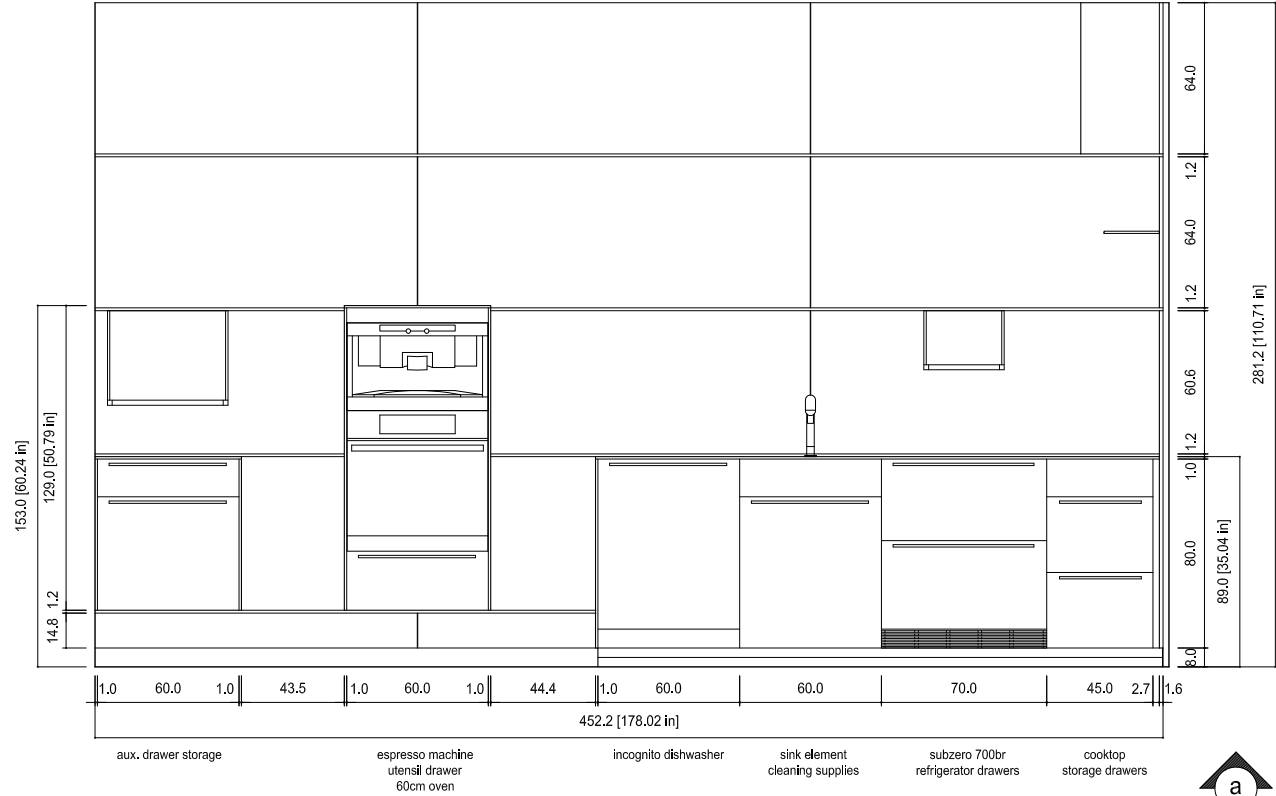 64.0
1.2
64.0
1.2
60.6
1.2
1.0
80.0
8.0
281.2 [110.71 in]
89.0 [35.04 in]
153.0 [60.24 in]
129.0 [50.79 in]
1.2
14.8
1.0 60.0 1.0 43.5 1.0 60.0 1.0 44.4 1.0 60.0 60.0 70.0 45.0 2.7 1.6
452.2 [178.02 in]
aux. drawer storage
espresso machine
utensil drawer
60cm oven
incognito dishwasher
sink element
cleaning supplies
subzero 700br
refrigerator drawers
cooktop
storage drawers
a